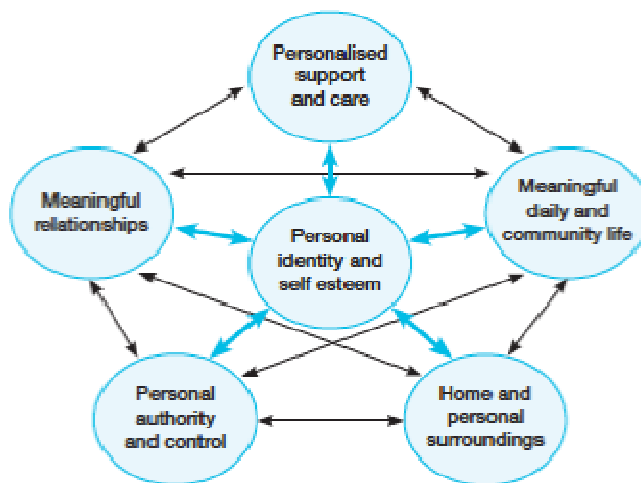 Personalised
support
and care
Meaningful
relationships
Meaningful
daily and
community life
Personal
identity and
self esteem
Personal
authority
and control
Home and
personal
surroundings